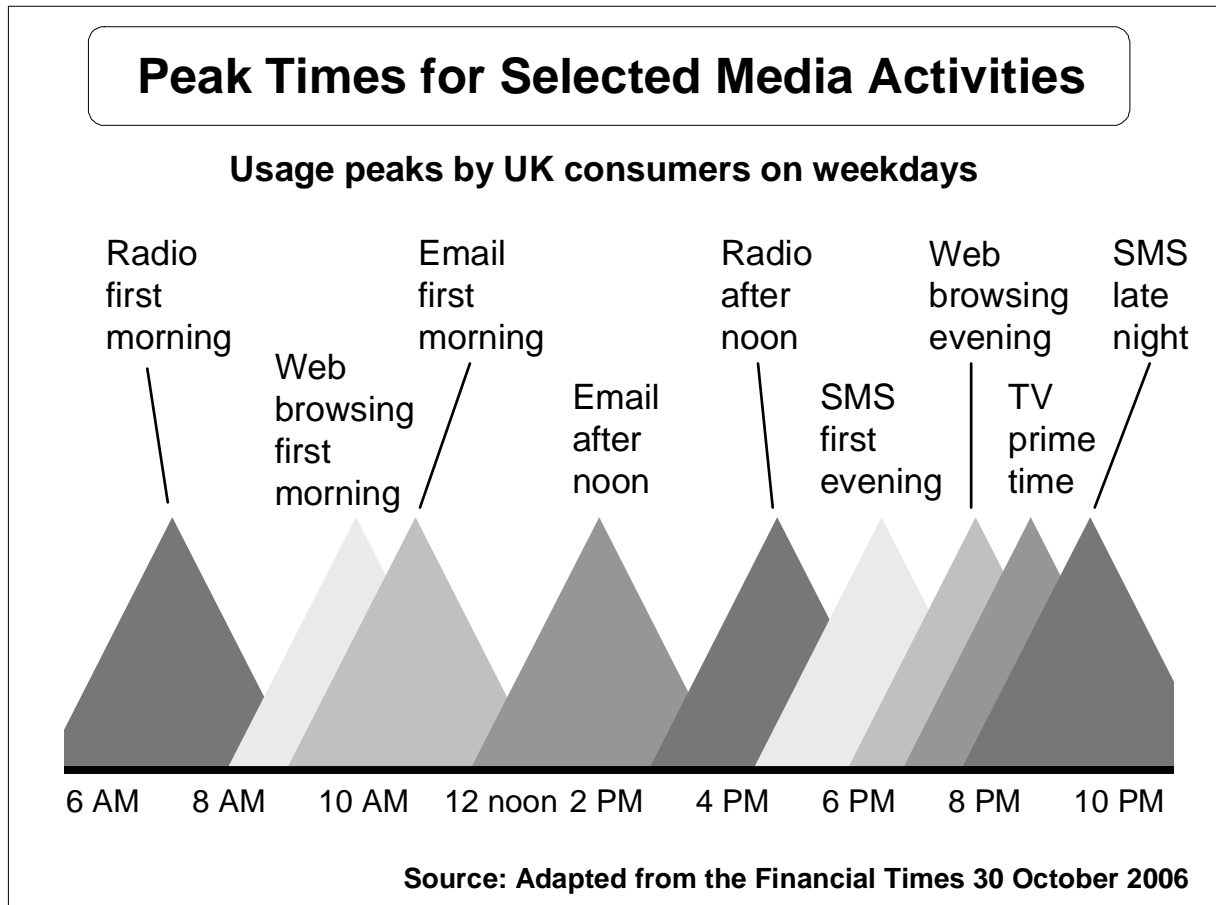 Peak Times for Selected Media Activities
Usage peaks by UK consumers on weekdays
Radio
first
morning
Web
browsing
first
morning
Email
first
morning
Email
after
noon
Radio
after
noon
SMS
first
evening
Web
browsing
evening
TV
prime
time
SMS
late
night
6 AM 8 AM 10 AM 12 noon 2 PM 4 PM 6 PM 8 PM 10 PM
Source: Adapted from the Financial Times 30 October 2006